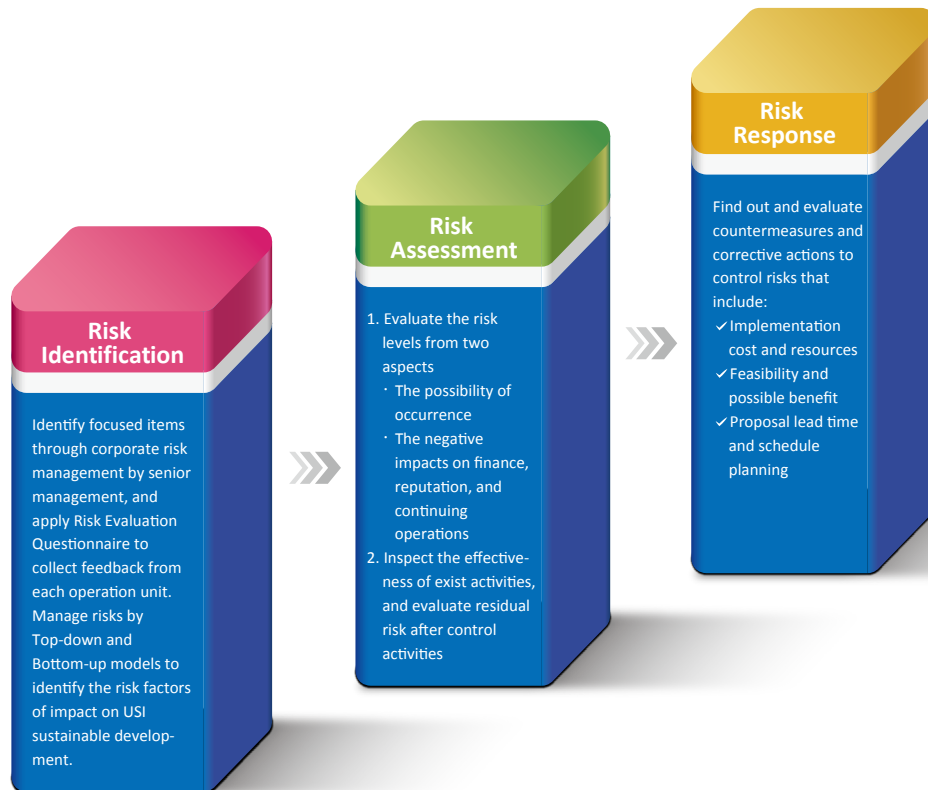 Risk
Identification
Identify focused items
through corporate risk
management by senior
management, and
apply Risk Evaluation
Questionnaire to
collect feedback from
each operation unit.
Manage risks by
Top-down and
Bottom-up models to
identify the risk factors
of impact on USI
sustainable develop-
ment.
Risk
Assessment
1. Evaluate the risk
levels from two
aspects
· The possibility of
occurrence
· The negative
impacts on finance,
reputation, and
continuing
operations
2. Inspect the effective-
ness of exist activities,
and evaluate residual
risk after control
activities
Risk
Response
Find out and evaluate
countermeasures and
corrective actions to
control risks that
include:
✓Implementation
cost and resources
✓Feasibility and
possible benefit
✓Proposal lead time
and schedule
planning